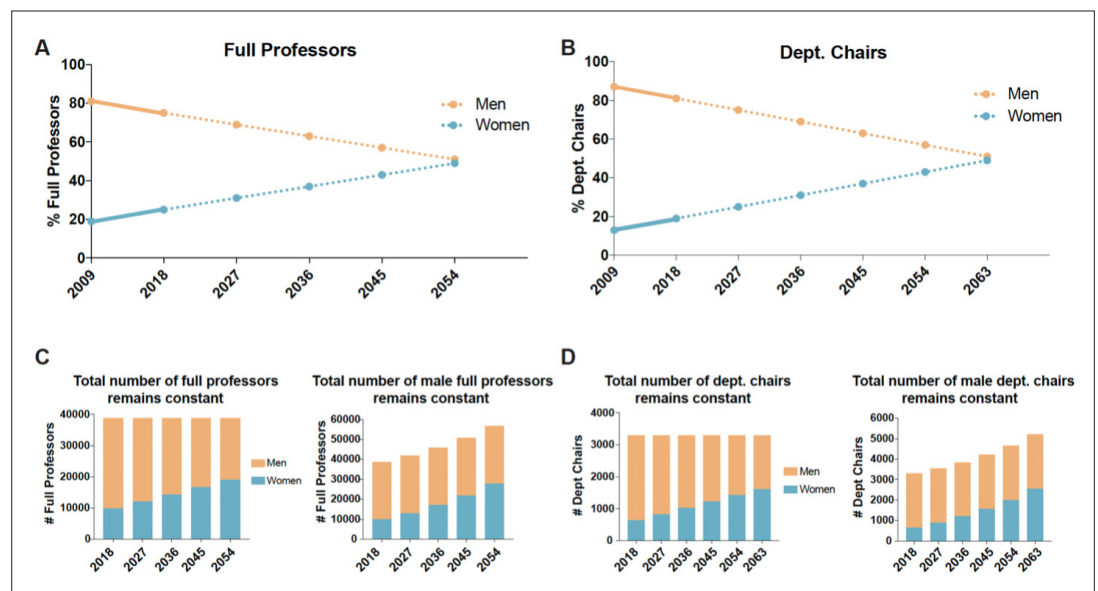 A
Full Professors
100
80
60
40
20
0
% Full Professors
Men
Women
2009
2018
2027
2036
2045
2054
B
Dept. Chairs
100
80
60
40
20
0
% Dept. Chairs
Men
Women
2009
2018
2027
2036
2045
2054
2063
C
Total number of full professors
remains constant
40000
30000
20000
10000
0
# Full Professors
Men
Women
2018
2027
2036
2045
2054
Total number of male full professors
remains constant
60000
50000
40000
30000
20000
10000
0
# Full Professors
2018
2027
2036
2045
2054
D
Total number of dept. chairs
remains constant
4000
3000
2000
1000
0
# Dept Chairs
Men
Women
2018
2027
2036
2045
2054
2063
Total number of male dept. chairs
remains constant
6000
5000
4000
3000
2000
1000
0
# Dept Chairs
2018
2027
2036
2045
2054
2063